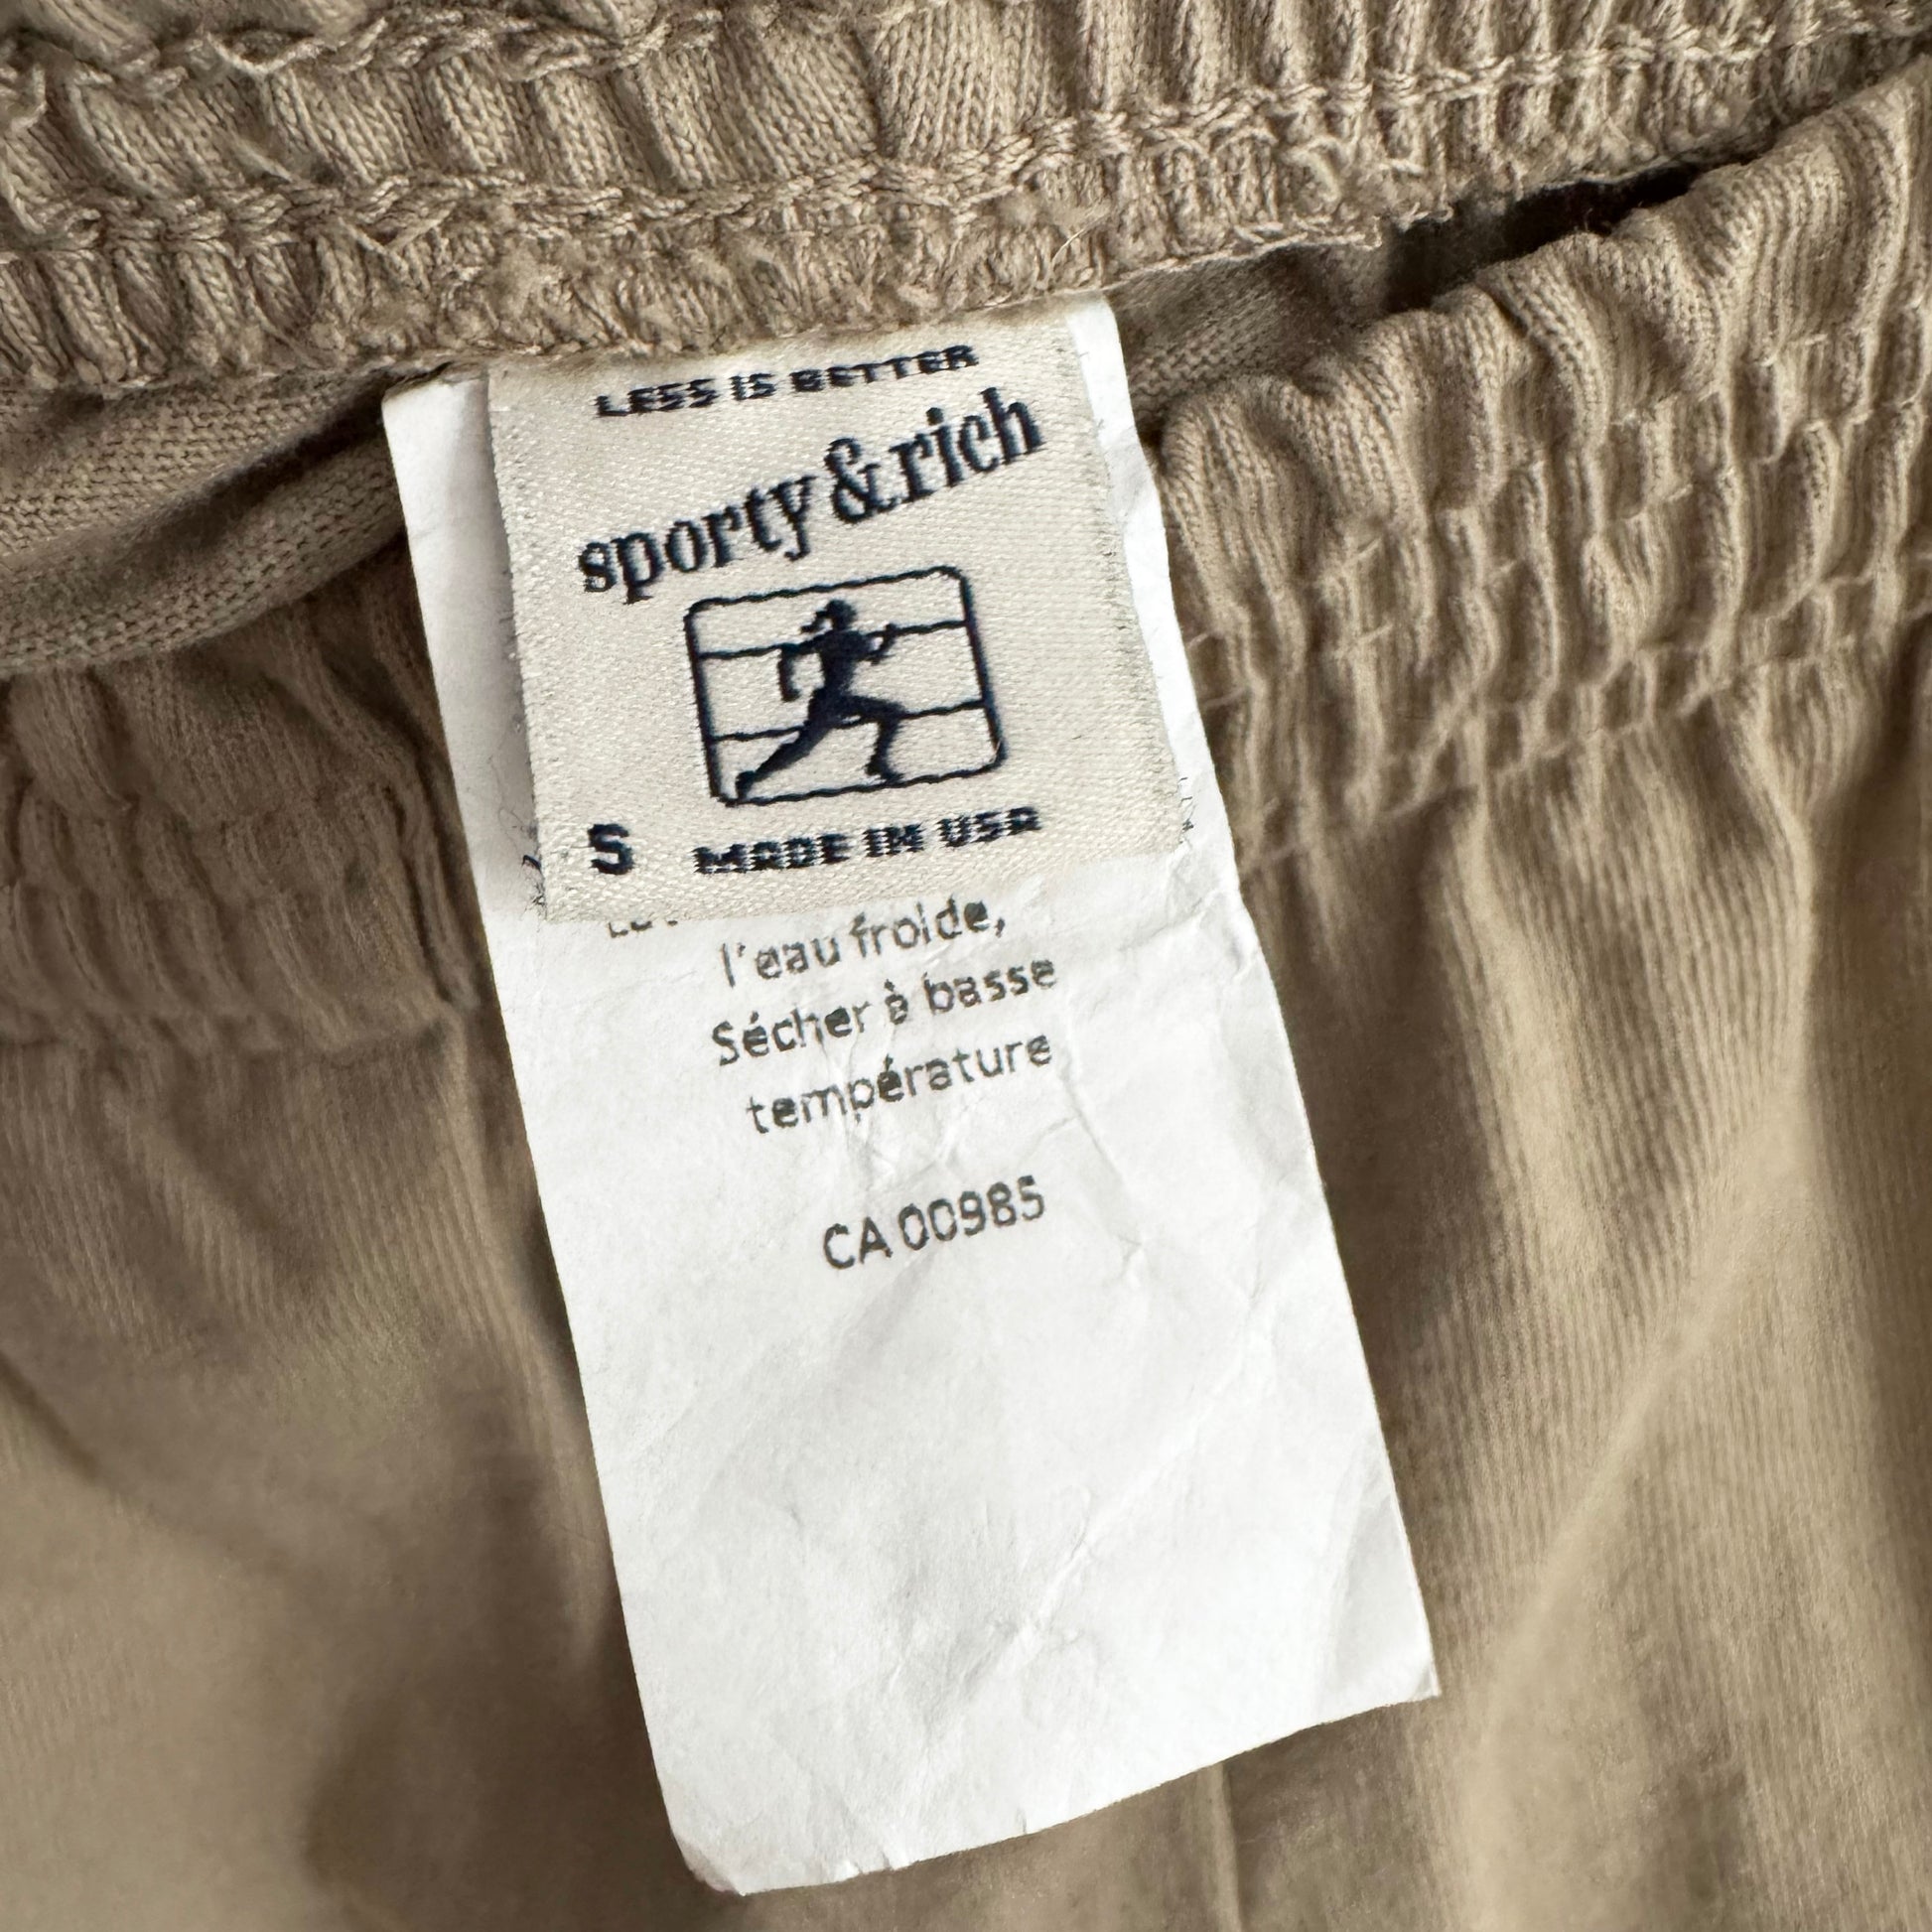 LESS IS BETTER
sporty & rich
S MADE IN USA
l'eau froide,
Sécher à basse
température
CA 00985